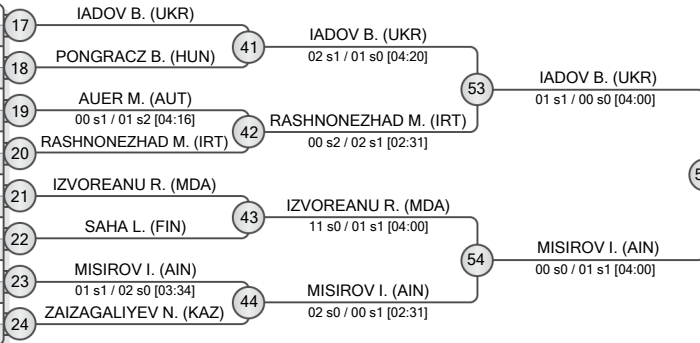 17
IADOV B. (UKR)
18
PONGRACZ B. (HUN)
41
IADOV B. (UKR)
02 s1 / 01 s0 [04:20]
19
AUER M. (AUT)
00 s1 / 01 s2 [04:16]
20
RASHNONEZHAD M. (IRT)
42
RASHNONEZHAD M. (IRT)
00 s2 / 02 s1 [02:31]
53
IADOV B. (UKR)
01 s1 / 00 s0 [04:00]
21
IZVOREANU R. (MDA)
22
SAHA L. (FIN)
43
IZVOREANU R. (MDA)
11 s0 / 01 s1 [04:00]
23
MISIROV I. (AIN)
01 s1 / 02 s0 [03:34]
24
ZAIZAGALIYEV N. (KAZ)
44
MISIROV I. (AIN)
02 s0 / 00 s1 [02:31]
54
MISIROV I. (AIN)
00 s0 / 01 s1 [04:00]